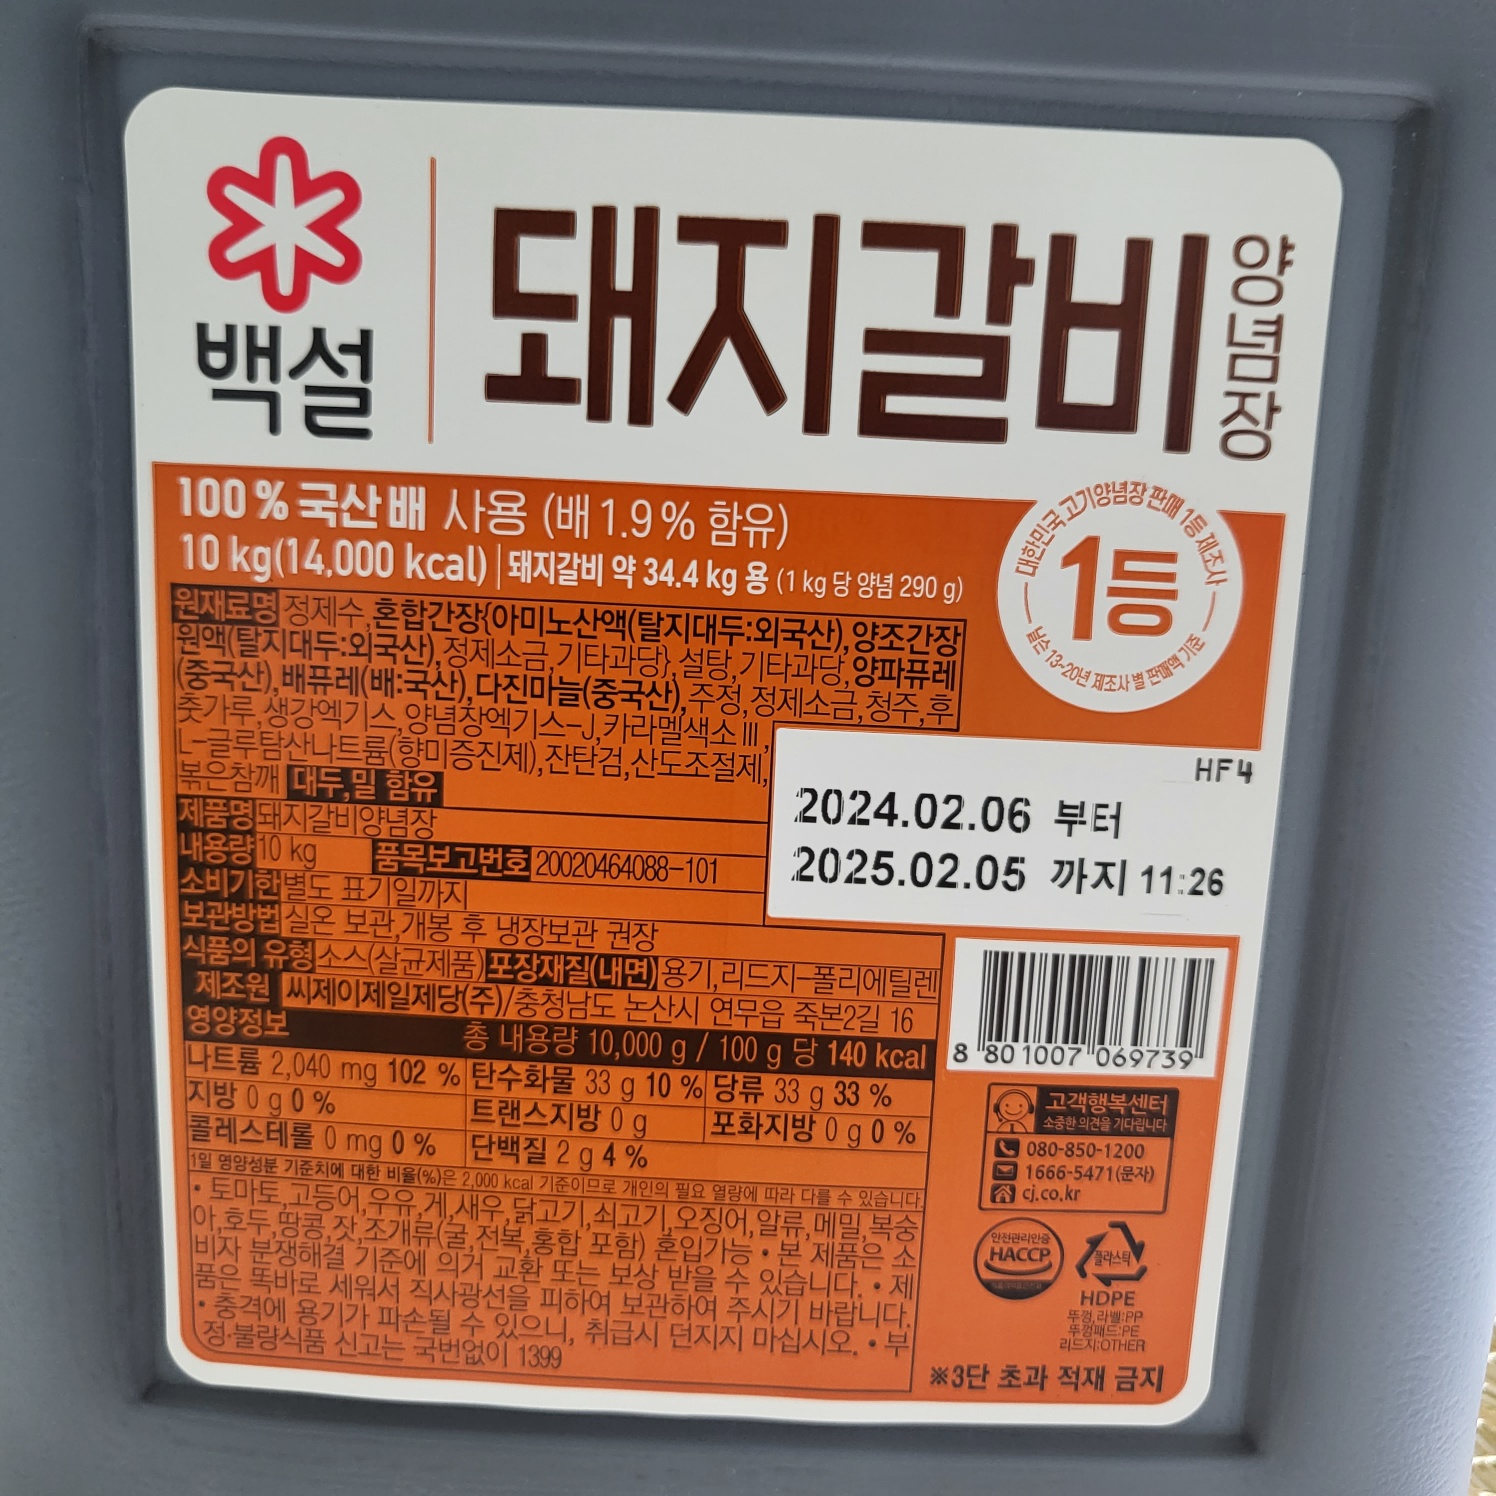 백설
돼지갈비
양념장
100% 국산 배 사용 (배 1.9% 함유)
10 kg(14,000 kcal) | 돼지갈비 약 34.4 kg 용 (1 kg 당 양념 290 g)
대한민국 고기양념장 판매 1등 제조사
1등
닐슨 13-20년 제조사 별 판매액 기준
원재료명 정제수,혼합간장{아미노산액(탈지대두:외국산),양조간장
원액(탈지대두:외국산),정제소금,기타과당},설탕,기타과당,양파퓨레
(중국산),배퓨레(배:국산),다진마늘(중국산),주정,정제소금,청주,후
춧가루,생강엑기스,양념장엑기스-J,카라멜색소Ⅲ,
L-글루탐산나트륨(향미증진제),잔탄검,산도조절제,
볶은참깨 대두,밀 함유
HF4
2024.02.06 부터
2025.02.05 까지 11:26
제품명 돼지갈비양념장
내용량 10 kg 품목보고번호 20020464088-101
소비기한 별도 표기일까지
보관방법 실온 보관,개봉 후 냉장보관 권장
식품의 유형 소스(살균제품) 포장재질(내면) 용기,리드지-폴리에틸렌
제조원 씨제이제일제당(주)/충청남도 논산시 연무읍 죽본2길 16
영양정보 총 내용량 10,000 g / 100 g 당 140 kcal
나트륨 2,040 mg 102 % 탄수화물 33 g 10 % 당류 33 g 33 %
지방 0 g 0 % 트랜스지방 0 g 포화지방 0 g 0 %
콜레스테롤 0 mg 0 % 단백질 2 g 4 %
1일 영양성분 기준치에 대한 비율(%)은 2,000 kcal 기준이므로 개인의 필요 열량에 따라 다를 수 있습니다.
• 토마토,고등어,우유,게,새우,닭고기,쇠고기,오징어,알류,메밀,복숭
아,호두,땅콩,잣,조개류(굴,전복,홍합 포함) 혼입가능 • 본 제품은 소
비자 분쟁해결 기준에 의거 교환 또는 보상 받을 수 있습니다. • 제
품은 똑바로 세워서 직사광선을 피하여 보관하여 주시기 바랍니다.
• 충격에 용기가 파손될 수 있으니, 취급시 던지지 마십시오. • 부
정·불량식품 신고는 국번없이 1399
8 801007 069739
고객행복센터
소중한 의견을 기다립니다
080-850-1200
1666-5471(문자)
cj.co.kr
안전관리인증
HACCP
플라스틱
HDPE
뚜껑,라벨:PP
뚜껑패드:PE
리드지:OTHER
※3단 초과 적재 금지